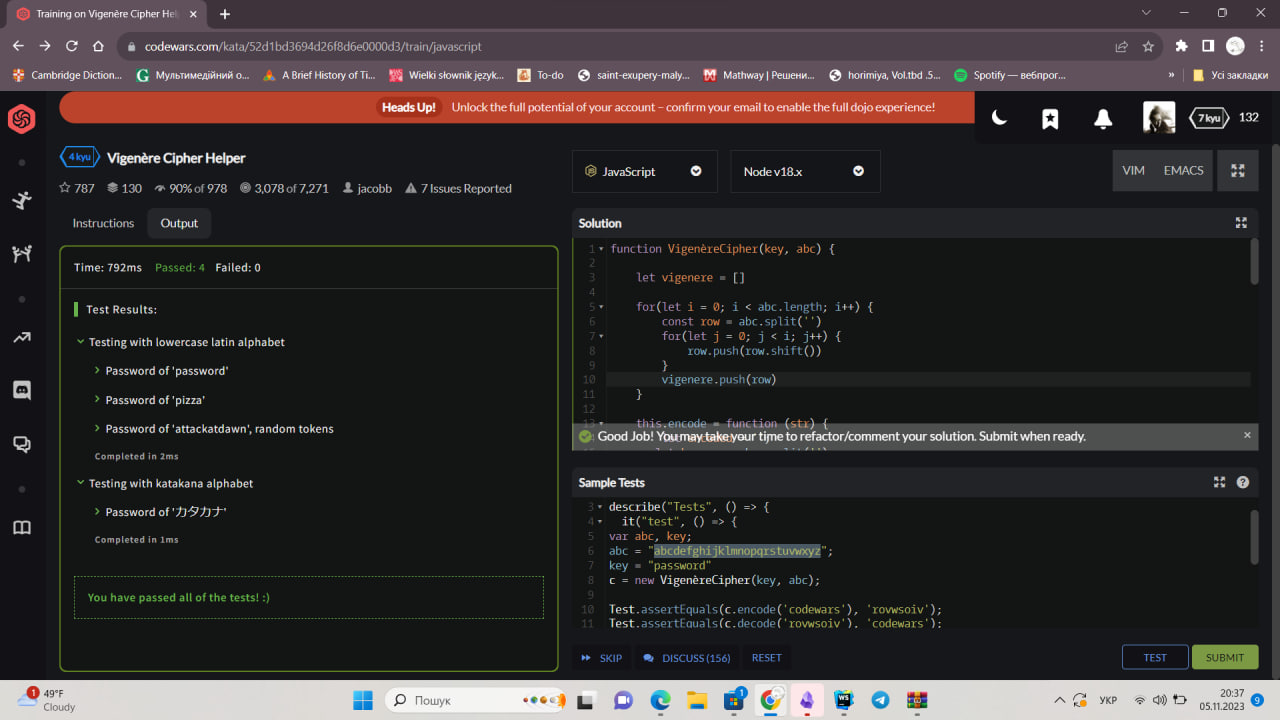 Training on Vigenère Cipher Hel
codewars.com/kata/52d1bd3694d26f8d6e0000d3/train/javascript
Cambridge Diction...
Мультимедійний о...
A Brief History of Ti...
Wielki słownik język...
To-do
saint-exupery-maly...
Mathway | Решени...
horimiya, Vol.tbd .5...
Spotify — вебпрог...
»
Усі закладки
Heads Up! Unlock the full potential of your account – confirm your email to enable the full dojo experience!
7 kyu 132
4 kyu Vigenère Cipher Helper
787 130 90% of 978 3,078 of 7,271 jacobb 7 Issues Reported
Instructions Output
Time: 792ms Passed: 4 Failed: 0
Test Results:
Testing with lowercase latin alphabet
Password of 'password'
Password of 'pizza'
Password of 'attackatdawn', random tokens
Completed in 2ms
Testing with katakana alphabet
Password of 'カタカナ'
Completed in 1ms
You have passed all of the tests! :)
JavaScript Node v18.x VIM EMACS
Solution
1 function VigenèreCipher(key, abc) {
2
3 let vigenere = []
4
5 for(let i = 0; i < abc.length; i++) {
6 const row = abc.split('')
7 for(let j = 0; j < i; j++) {
8 row.push(row.shift())
9 }
10 vigenere.push(row)
11 }
12
13 this.encode = function (str) {
Good Job! You may take your time to refactor/comment your solution. Submit when ready.
Sample Tests
3 describe("Tests", () => {
4 it("test", () => {
5 var abc, key;
6 abc = "abcdefghijklmnopqrstuvwxyz";
7 key = "password"
8 c = new VigenèreCipher(key, abc);
9
10 Test.assertEquals(c.encode('codewars'), 'rovwsoiv');
11 Test.assertEquals(c.decode('rovwsoiv'), 'codewars');
SKIP DISCUSS (156) RESET TEST SUBMIT
1
49°F
Cloudy
Пошук
1
УКР
20:37
05.11.2023
9